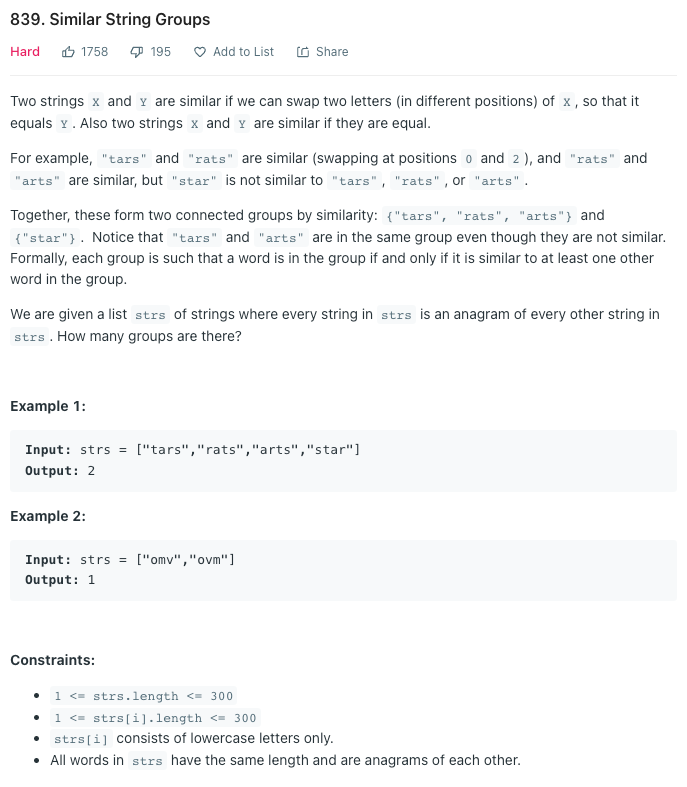 839. Similar String Groups
Hard 1758 195 Add to List Share
Two strings X and Y are similar if we can swap two letters (in different positions) of X, so that it
equals Y. Also two strings X and Y are similar if they are equal.
For example, "tars" and "rats" are similar (swapping at positions 0 and 2), and "rats" and
"arts" are similar, but "star" is not similar to "tars", "rats", or "arts".
Together, these form two connected groups by similarity: {"tars", "rats", "arts"} and
{"star"}. Notice that "tars" and "arts" are in the same group even though they are not similar.
Formally, each group is such that a word is in the group if and only if it is similar to at least one other
word in the group.
We are given a list strs of strings where every string in strs is an anagram of every other string in
strs. How many groups are there?
Example 1:
Input: strs = ["tars","rats","arts","star"]
Output: 2
Example 2:
Input: strs = ["omv","ovm"]
Output: 1
Constraints:
• 1 <= strs.length <= 300
• 1 <= strs[i].length <= 300
• strs[i] consists of lowercase letters only.
• All words in strs have the same length and are anagrams of each other.